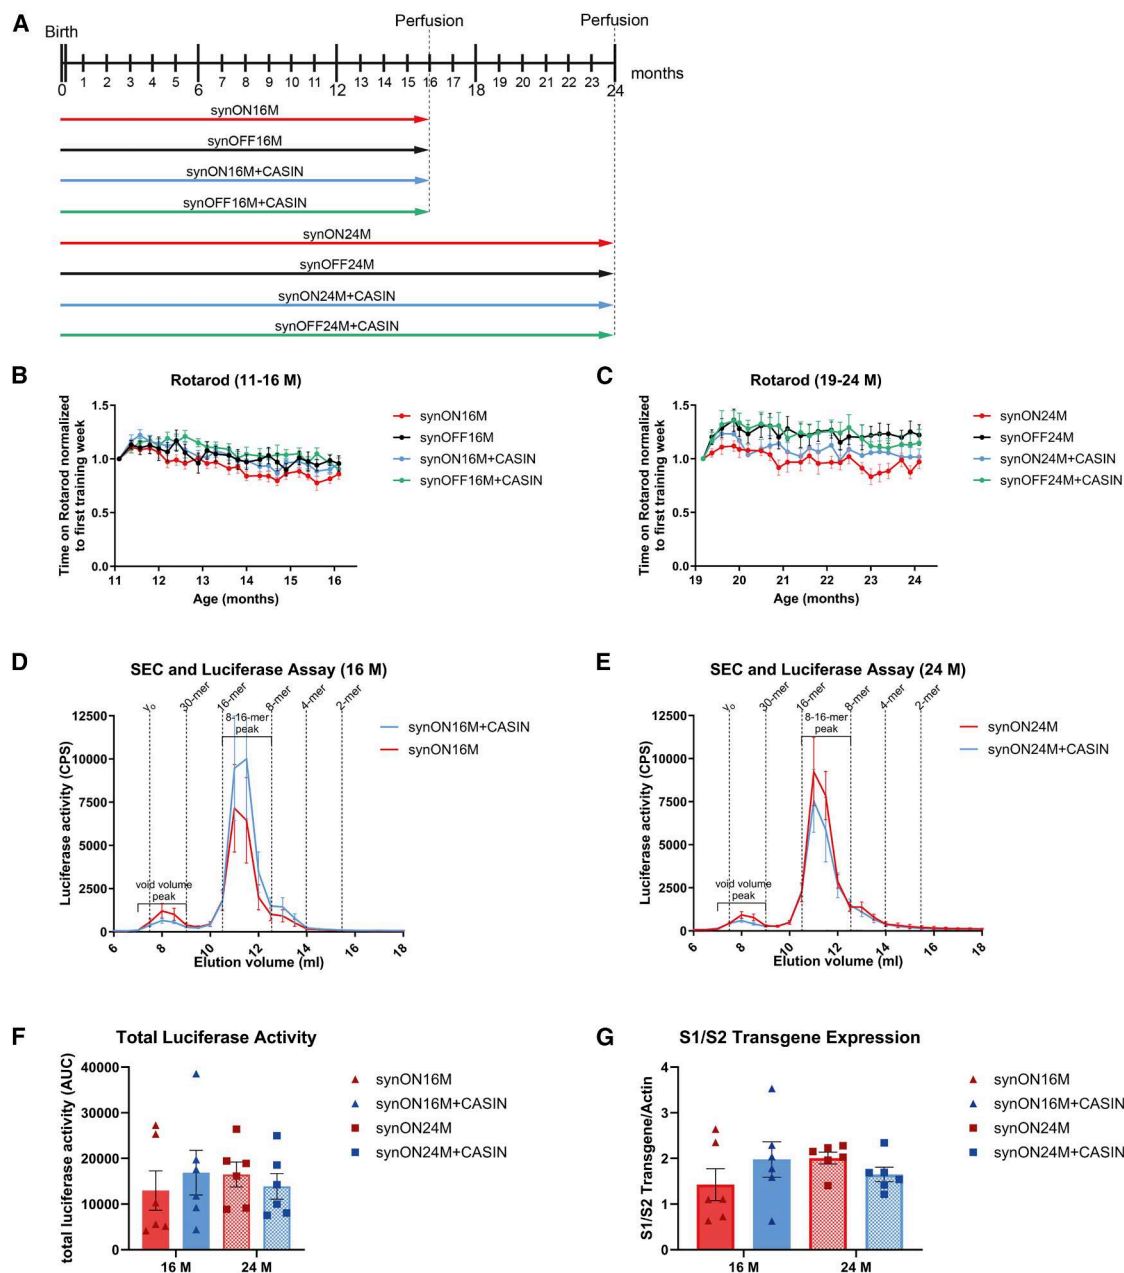 A
Birth
Perfusion
Perfusion
0 1 2 3 4 5 6 7 8 9 10 11 12 13 14 15 16 17 18 19 20 21 22 23 24
months
synON16M
synOFF16M
synON16M+CASIN
synOFF16M+CASIN
synON24M
synOFF24M
synON24M+CASIN
synOFF24M+CASIN
B
Rotarod (11-16 M)
Time on Rotarod normalized
to first training week
1.5
1.0
0.5
0.0
11 12 13 14 15 16
Age (months)
synON16M
synOFF16M
synON16M+CASIN
synOFF16M+CASIN
C
Rotarod (19-24 M)
Time on Rotarod normalized
to first training week
1.5
1.0
0.5
0.0
19 20 21 22 23 24
Age (months)
synON24M
synOFF24M
synON24M+CASIN
synOFF24M+CASIN
D
SEC and Luciferase Assay (16 M)
30-mer 16-mer 8-mer 4-mer 2-mer
8-16-mer
peak
void volume
peak
Luciferase activity (CPS)
12500
10000
7500
5000
2500
0
6 8 10 12 14 16 18
Elution volume (ml)
synON16M+CASIN
synON16M
E
SEC and Luciferase Assay (24 M)
30-mer 16-mer 8-mer 4-mer 2-mer
8-16-mer
peak
void volume
peak
Luciferase activity (CPS)
12500
10000
7500
5000
2500
0
6 8 10 12 14 16 18
Elution volume (ml)
synON24M
synON24M+CASIN
F
Total Luciferase Activity
total luciferase activity (AUC)
40000
30000
20000
10000
0
16 M 24 M
synON16M
synON16M+CASIN
synON24M
synON24M+CASIN
G
S1/S2 Transgene Expression
S1/S2 Transgene/Actin
4
3
2
1
0
16 M 24 M
synON16M
synON16M+CASIN
synON24M
synON24M+CASIN